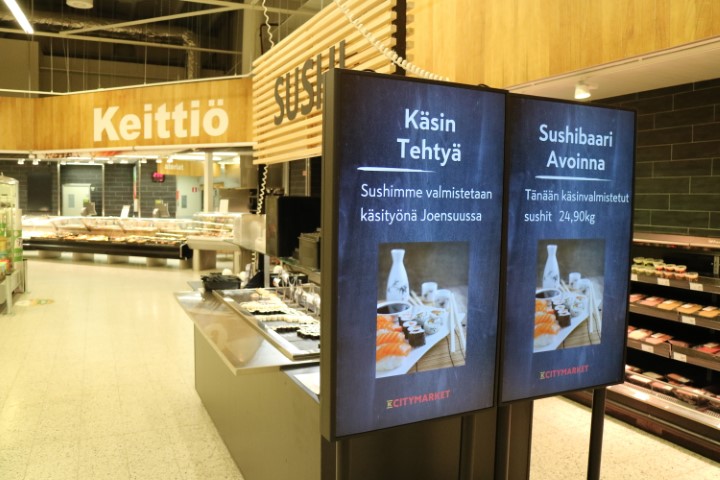 Keittiö
SUSHI
Käsin
Tehtyä
Sushimme valmistetaan
käsityönä Joensuussa
K CITYMARKET
Sushibaari
Avoinna
Tänään käsinvalmistetut
sushit 24,90kg
K CITYMARKET